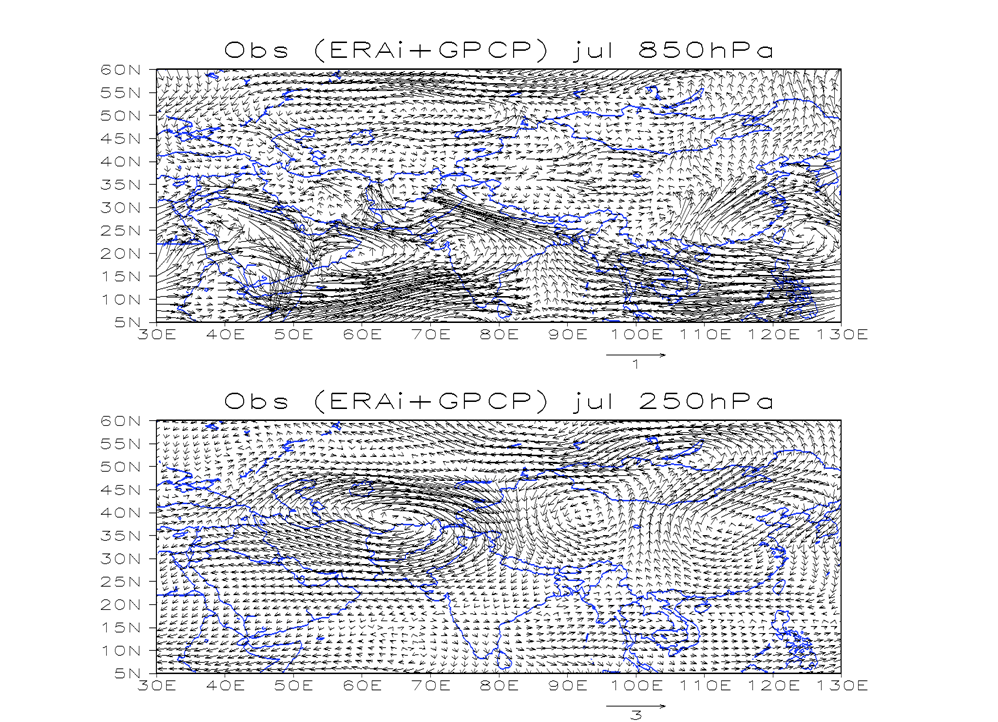 Obs (ERAi+GPCP) jul 850hPa
60N
55N
50N
45N
40N
35N
30N
25N
20N
15N
10N
5N
30E 40E 50E 60E 70E 80E 90E 100E 110E 120E 130E
1
Obs (ERAi+GPCP) jul 250hPa
60N
55N
50N
45N
40N
35N
30N
25N
20N
15N
10N
5N
30E 40E 50E 60E 70E 80E 90E 100E 110E 120E 130E
3